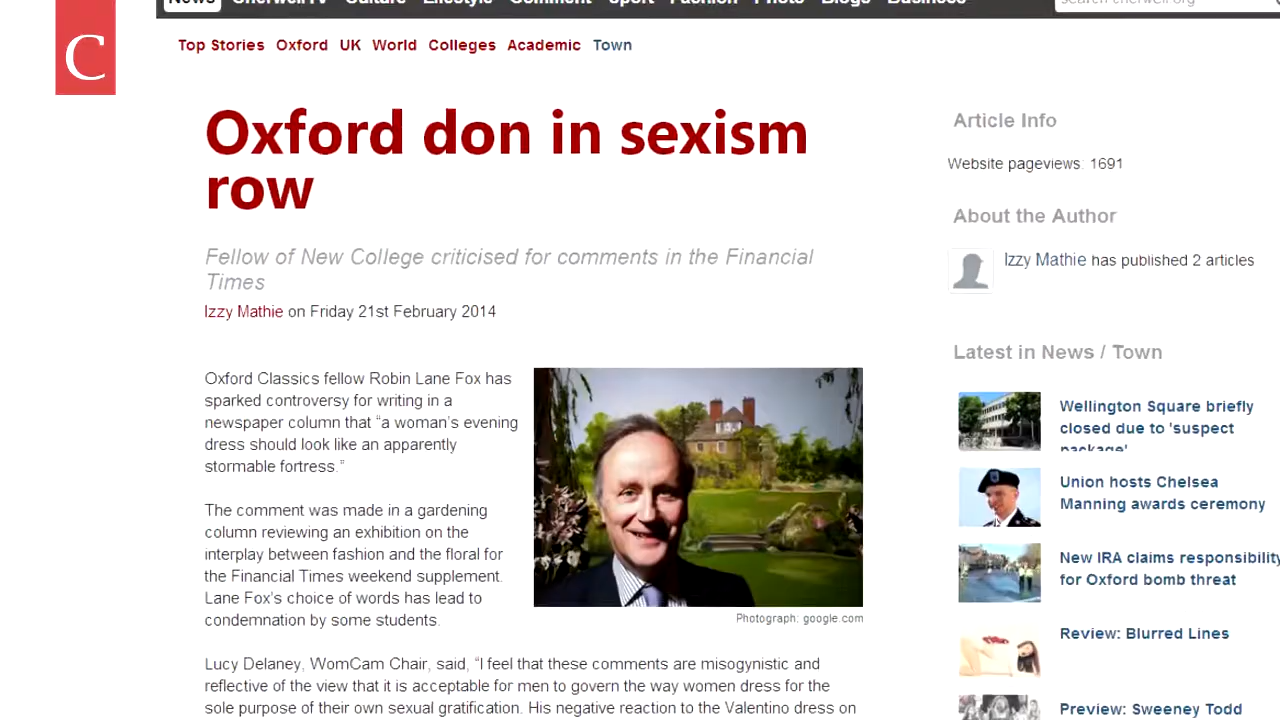 News CherwellTV Culture Lifestyle Comment Sport Fashion Photo Blogs Business
search cherwell.org
C
Top Stories Oxford UK World Colleges Academic Town
Oxford don in sexism
row
Fellow of New College criticised for comments in the Financial
Times
Izzy Mathie on Friday 21st February 2014
Oxford Classics fellow Robin Lane Fox has
sparked controversy for writing in a
newspaper column that “a woman’s evening
dress should look like an apparently
stormable fortress.”
The comment was made in a gardening
column reviewing an exhibition on the
interplay between fashion and the floral for
the Financial Times weekend supplement.
Lane Fox’s choice of words has lead to
condemnation by some students.
Photograph: google.com
Lucy Delaney, WomCam Chair, said, “I feel that these comments are misogynistic and
reflective of the view that it is acceptable for men to govern the way women dress for the
sole purpose of their own sexual gratification. His negative reaction to the Valentino dress on
Article Info
Website pageviews: 1691
About the Author
Izzy Mathie has published 2 articles
Latest in News / Town
Wellington Square briefly
closed due to 'suspect
package'
Union hosts Chelsea
Manning awards ceremony
New IRA claims responsibility
for Oxford bomb threat
Review: Blurred Lines
Preview: Sweeney Todd